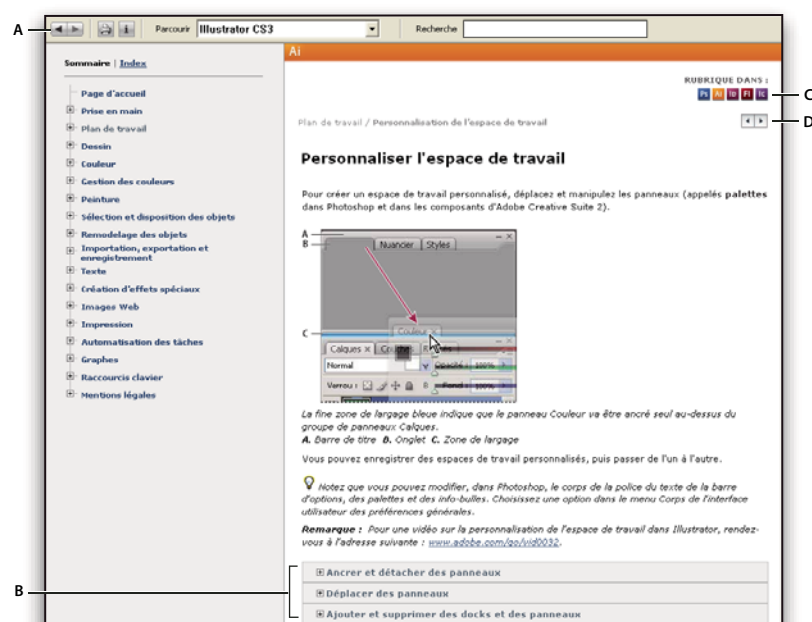 A
Parcourir Illustrator CS3 Recherche
Ai
Sommaire | Index
Page d'accueil
Prise en main
Plan de travail
Dessin
Couleur
Gestion des couleurs
Peinture
Sélection et disposition des objets
Remodelage des objets
Importation, exportation et
enregistrement
Texte
Création d'effets spéciaux
Images Web
Impression
Automatisation des tâches
Graphes
Raccourcis clavier
Mentions légales
RUBRIQUE DANS :
Ps Ai Id Fl Ic
C
D
Plan de travail / Personnalisation de l'espace de travail
Personnaliser l'espace de travail
Pour créer un espace de travail personnalisé, déplacez et manipulez les panneaux (appelés palettes
dans Photoshop et dans les composants d'Adobe Creative Suite 2).
A
B
Nuancier Styles
C
Couleur
Calques
Normal Opacité : 100%
Verrou : Fond : 100%
La fine zone de largage bleue indique que le panneau Couleur va être ancré seul au-dessus du
groupe de panneaux Calques.
A. Barre de titre B. Onglet C. Zone de largage
Vous pouvez enregistrer des espaces de travail personnalisés, puis passer de l'un à l'autre.
Notez que vous pouvez modifier, dans Photoshop, le corps de la police du texte de la barre
d'options, des palettes et des info-bulles. Choisissez une option dans le menu Corps de l'interface
utilisateur des préférences générales.
Remarque : Pour une vidéo sur la personnalisation de l'espace de travail dans Illustrator, rendez-
vous à l'adresse suivante : www.adobe.com/go/vid0032.
B
Ancrer et détacher des panneaux
Déplacer des panneaux
Ajouter et supprimer des docks et des panneaux